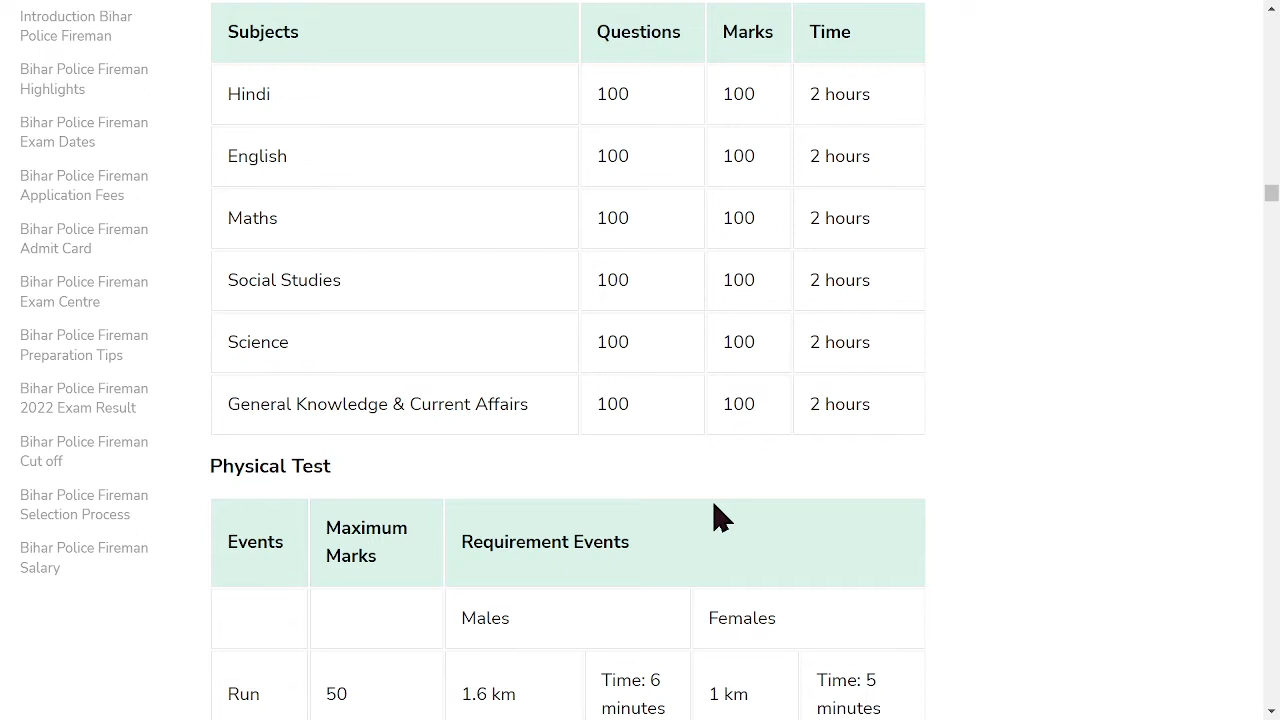 Introduction Bihar
Police Fireman
Bihar Police Fireman
Highlights
Bihar Police Fireman
Exam Dates
Bihar Police Fireman
Application Fees
Bihar Police Fireman
Admit Card
Bihar Police Fireman
Exam Centre
Bihar Police Fireman
Preparation Tips
Bihar Police Fireman
2022 Exam Result
Bihar Police Fireman
Cut off
Bihar Police Fireman
Selection Process
Bihar Police Fireman
Salary
Subjects Questions Marks Time
Hindi 100 100 2 hours
English 100 100 2 hours
Maths 100 100 2 hours
Social Studies 100 100 2 hours
Science 100 100 2 hours
General Knowledge & Current Affairs 100 100 2 hours
Physical Test
Events Maximum Marks Requirement Events
Males Females
Run 50 1.6 km Time: 6 minutes 1 km Time: 5 minutes